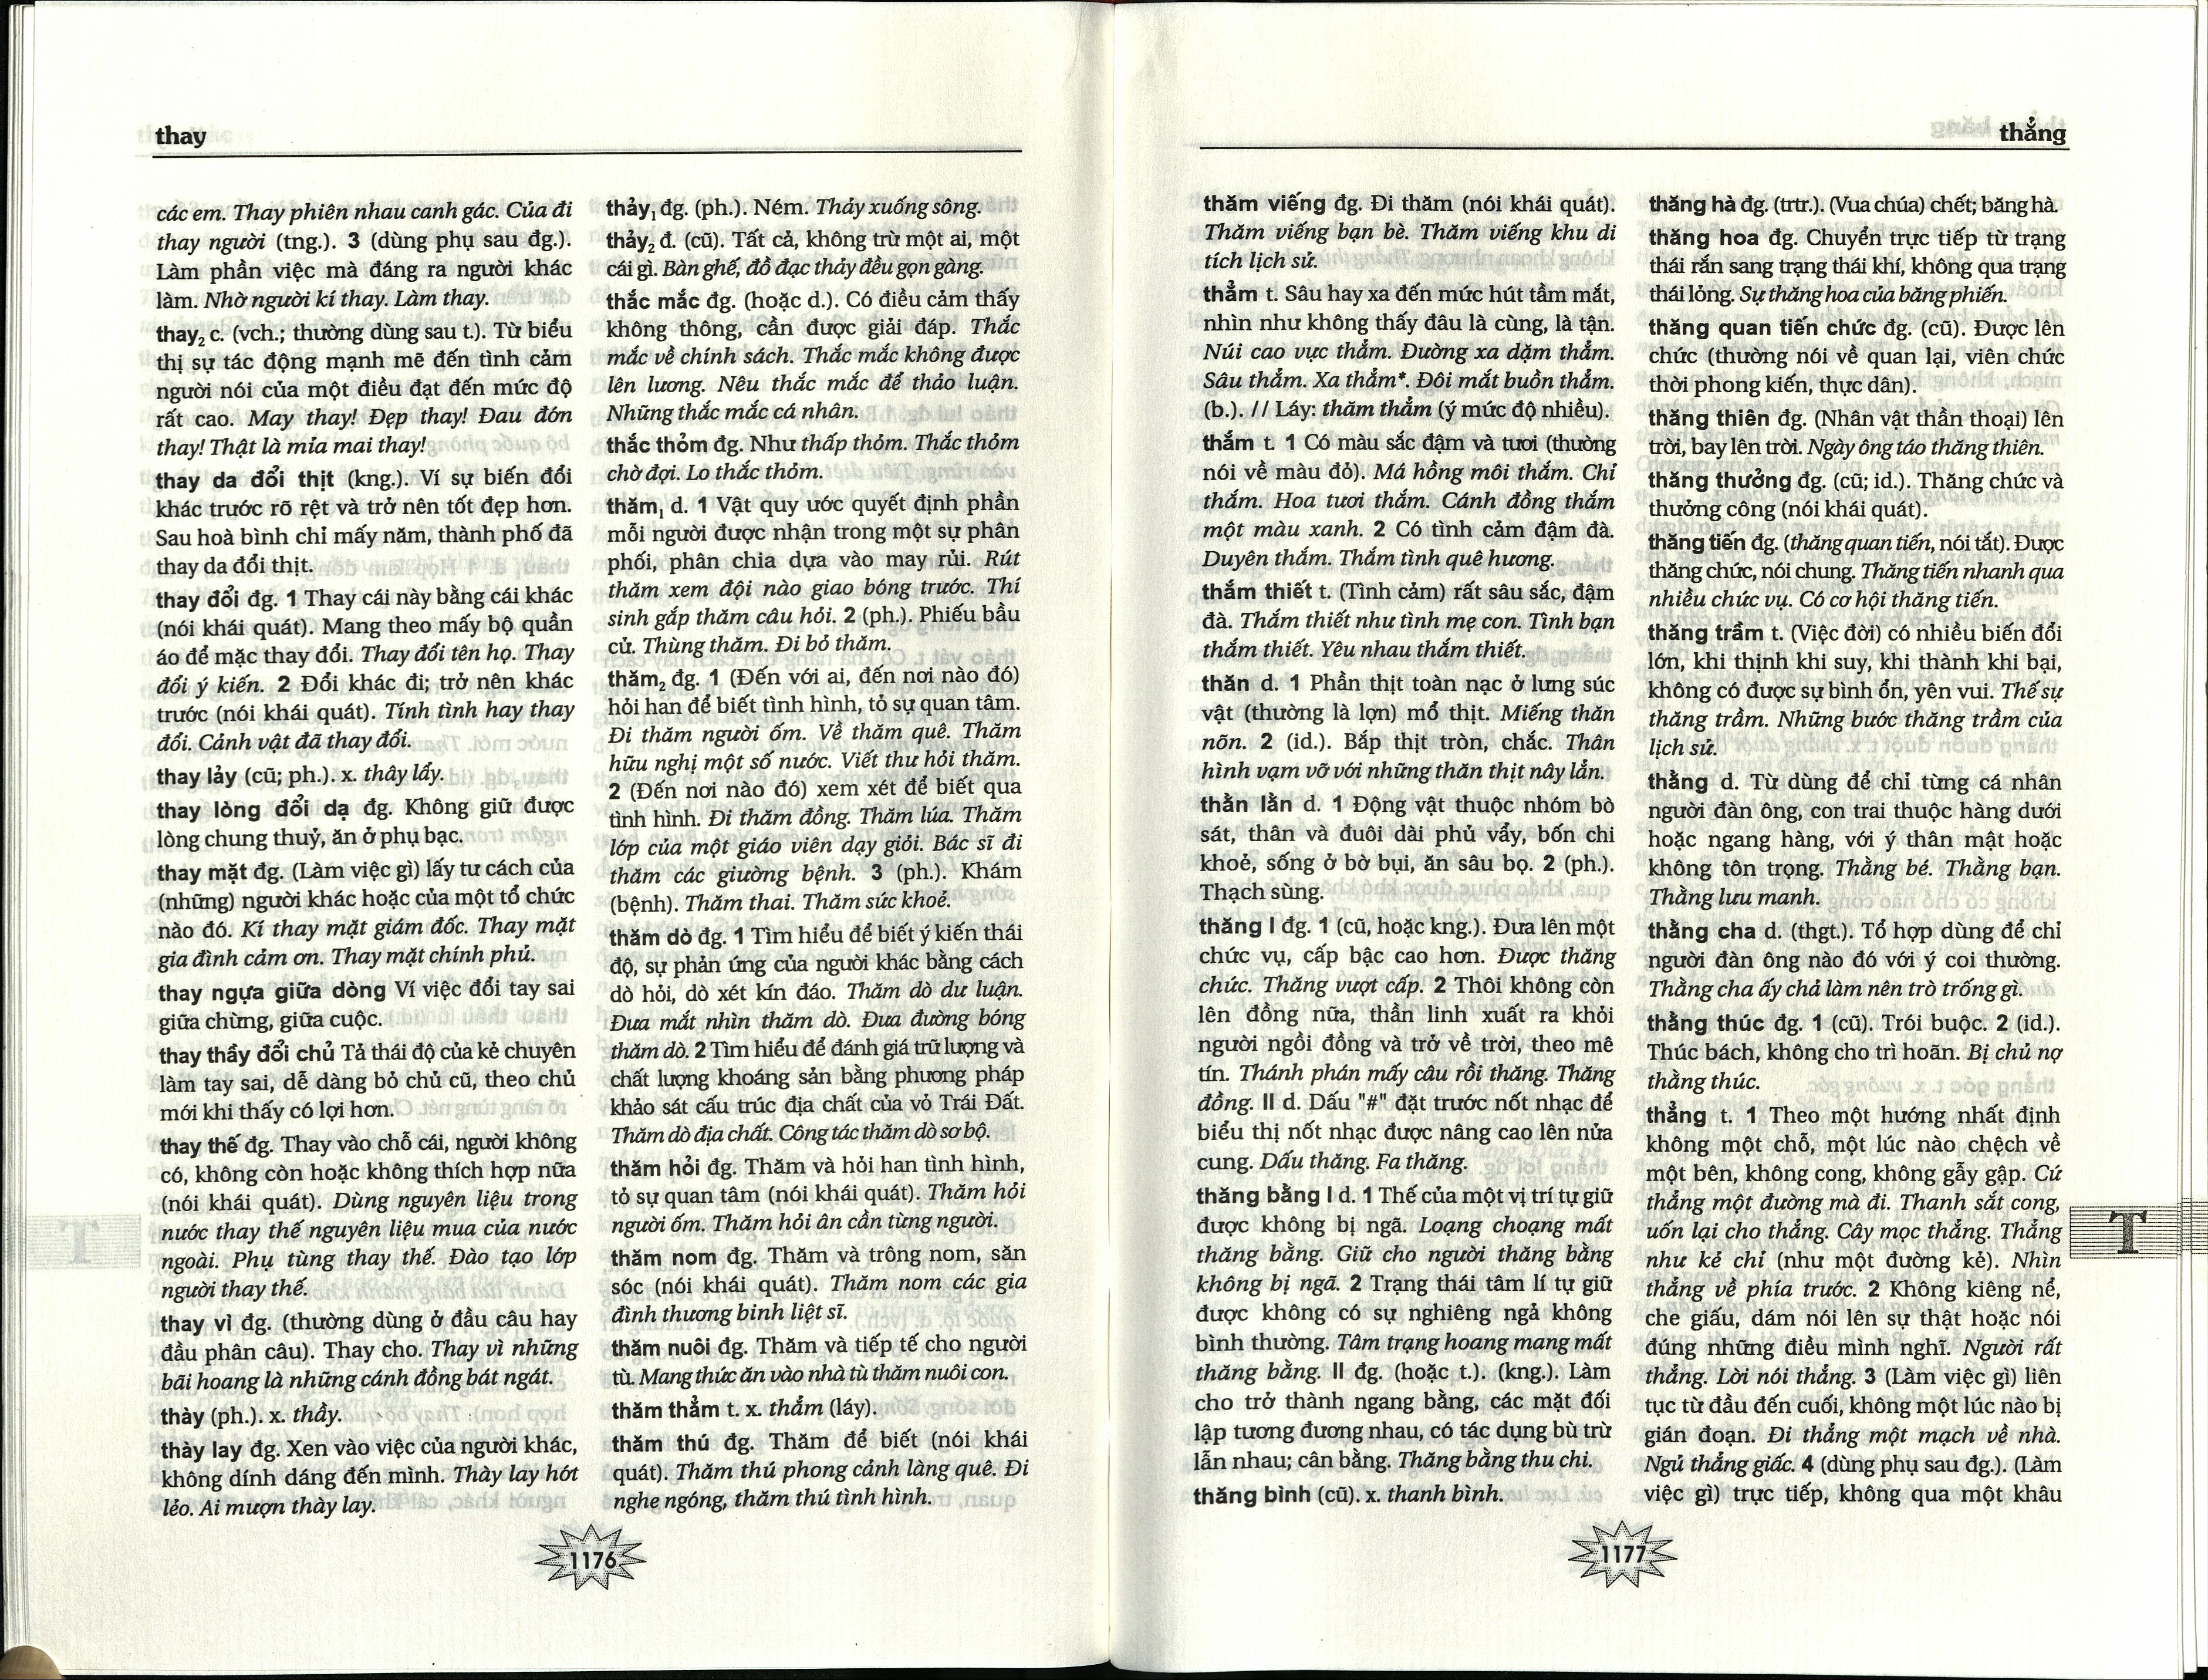 thay
các em. Thay phiên nhau canh gác. Của đi
thay người (tng.). 3 (dùng phụ sau đg.).
Làm phần việc mà đáng ra người khác
làm. Nhờ người kí thay. Làm thay.
thay₂ c. (vch.; thường dùng sau t.). Từ biểu
thị sự tác động mạnh mẽ đến tình cảm
người nói của một điều đạt đến mức độ
rất cao. May thay! Đẹp thay! Đau đón
thay! Thật là mỉa mai thay!
thay da đổi thịt (kng.). Ví sự biến đổi
khác trước rõ rệt và trở nên tốt đẹp hơn.
Sau hoà bình chỉ mấy năm, thành phố đã
thay da đổi thịt.
thay đổi đg. 1 Thay cái này bằng cái khác
(nói khái quát). Mang theo mấy bộ quần
áo để mặc thay đổi. Thay đổi tên họ. Thay
đổi ý kiến. 2 Đổi khác đi; trở nên khác
trước (nói khái quát). Tính tình hay thay
đổi. Cảnh vật đã thay đổi.
thay lảy (cũ; ph.). x. thây lẩy.
thay lòng đổi dạ đg. Không giữ được
lòng chung thuỷ, ăn ở phụ bạc.
thay mặt đg. (Làm việc gì) lấy tư cách của
(những) người khác hoặc của một tổ chức
nào đó. Kí thay mặt giám đốc. Thay mặt
gia đình cảm ơn. Thay mặt chính phủ.
thay ngựa giữa dòng Ví việc đổi tay sai
giữa chừng, giữa cuộc.
thay thầy đổi chủ Tả thái độ của kẻ chuyên
làm tay sai, dễ dàng bỏ chủ cũ, theo chủ
mới khi thấy có lợi hơn.
thay thế đg. Thay vào chỗ cái, người không
có, không còn hoặc không thích hợp nữa
(nói khái quát). Dùng nguyên liệu trong
nước thay thế nguyên liệu mua của nước
ngoài. Phụ tùng thay thế. Đào tạo lớp
người thay thế.
thay vì đg. (thường dùng ở đầu câu hay
đầu phân câu). Thay cho. Thay vì những
bãi hoang là những cánh đồng bát ngát.
thày (ph.). x. thầy.
thày lay đg. Xen vào việc của người khác,
không dính dáng đến mình. Thày lay hót
lẻo. Ai mượn thày lay.
thảy₁ đg. (ph.). Ném. Thảy xuống sông.
thảy₂ đ. (cũ). Tất cả, không trừ một ai, một
cái gì. Bàn ghế, đồ đạc thảy đều gọn gàng.
thắc mắc đg. (hoặc d.). Có điều cảm thấy
không thông, cần được giải đáp. Thắc
mắc về chính sách. Thắc mắc không được
lên lương. Nêu thắc mắc để thảo luận.
Những thắc mắc cá nhân.
thắc thỏm đg. Như thấp thỏm. Thắc thỏm
chờ đợi. Lo thắc thỏm.
thăm₁ d. 1 Vật quy ước quyết định phần
mỗi người được nhận trong một sự phân
phối, phân chia dựa vào may rủi. Rút
thăm xem đội nào giao bóng trước. Thí
sinh gắp thăm câu hỏi. 2 (ph.). Phiếu bầu
cử. Thùng thăm. Đi bỏ thăm.
thăm₂ đg. 1 (Đến với ai, đến nơi nào đó)
hỏi han để biết tình hình, tỏ sự quan tâm.
Đi thăm người ốm. Về thăm quê. Thăm
hữu nghị một số nước. Viết thư hỏi thăm.
2 (Đến nơi nào đó) xem xét để biết qua
tình hình. Đi thăm đồng. Thăm lúa. Thăm
lớp của một giáo viên dạy giỏi. Bác sĩ đi
thăm các giường bệnh. 3 (ph.). Khám
(bệnh). Thăm thai. Thăm sức khoẻ.
thăm dò đg. 1 Tìm hiểu để biết ý kiến thái
độ, sự phản ứng của người khác bằng cách
dò hỏi, dò xét kín đáo. Thăm dò dư luận.
Đưa mắt nhìn thăm dò. Đưa đường bóng
thăm dò. 2 Tìm hiểu để đánh giá trữ lượng và
chất lượng khoáng sản bằng phương pháp
khảo sát cấu trúc địa chất của vỏ Trái Đất.
Thăm dò địa chất. Công tác thăm dò sơ bộ.
thăm hỏi đg. Thăm và hỏi han tình hình,
tỏ sự quan tâm (nói khái quát). Thăm hỏi
người ốm. Thăm hỏi ân cần từng người.
thăm nom đg. Thăm và trông nom, săn
sóc (nói khái quát). Thăm nom các gia
đình thương binh liệt sĩ.
thăm nuôi đg. Thăm và tiếp tế cho người
tù. Mang thức ăn vào nhà tù thăm nuôi con.
thăm thẳm t. x. thẳm (láy).
thăm thú đg. Thăm để biết (nói khái
quát). Thăm thú phong cảnh làng quê. Đi
nghe ngóng, thăm thú tình hình.
1176
thẳng
thăm viếng đg. Đi thăm (nói khái quát).
Thăm viếng bạn bè. Thăm viếng khu di
tích lịch sử.
thẳm t. Sâu hay xa đến mức hút tầm mắt,
nhìn như không thấy đâu là cùng, là tận.
Núi cao vực thẳm. Đường xa dặm thẳm.
Sâu thẳm. Xa thẳm*. Đôi mắt buồn thẳm.
(b.). // Láy: thăm thẳm (ý mức độ nhiều).
thắm t. 1 Có màu sắc đậm và tươi (thường
nói về màu đỏ). Má hồng môi thắm. Chỉ
thắm. Hoa tươi thắm. Cánh đồng thắm
một màu xanh. 2 Có tình cảm đậm đà.
Duyên thắm. Thắm tình quê hương.
thắm thiết t. (Tình cảm) rất sâu sắc, đậm
đà. Thắm thiết như tình mẹ con. Tình bạn
thắm thiết. Yêu nhau thắm thiết.
thăn d. 1 Phần thịt toàn nạc ở lưng súc
vật (thường là lợn) mổ thịt. Miếng thăn
nõn. 2 (id.). Bắp thịt tròn, chắc. Thân
hình vạm vỡ với những thăn thịt nây lẳn.
thằn lằn d. 1 Động vật thuộc nhóm bò
sát, thân và đuôi dài phủ vẩy, bốn chi
khoẻ, sống ở bờ bụi, ăn sâu bọ. 2 (ph.).
Thạch sùng.
thăng I đg. 1 (cũ, hoặc kng.). Đưa lên một
chức vụ, cấp bậc cao hơn. Được thăng
chức. Thăng vượt cấp. 2 Thôi không còn
lên đồng nữa, thần linh xuất ra khỏi
người ngồi đồng và trở về trời, theo mê
tín. Thánh phán mấy câu rồi thăng. Thăng
đồng. II d. Dấu "#" đặt trước nốt nhạc để
biểu thị nốt nhạc được nâng cao lên nửa
cung. Dấu thăng. Fa thăng.
thăng bằng I d. 1 Thế của một vị trí tự giữ
được không bị ngã. Loạng choạng mất
thăng bằng. Giữ cho người thăng bằng
không bị ngã. 2 Trạng thái tâm lí tự giữ
được không có sự nghiêng ngả không
bình thường. Tâm trạng hoang mang mất
thăng bằng. II đg. (hoặc t.). (kng.). Làm
cho trở thành ngang bằng, các mặt đối
lập tương đương nhau, có tác dụng bù trừ
lẫn nhau; cân bằng. Thăng bằng thu chi.
thăng bình (cũ). x. thanh bình.
thăng hà đg. (trtr.). (Vua chúa) chết; băng hà.
thăng hoa đg. Chuyển trực tiếp từ trạng
thái rắn sang trạng thái khí, không qua trạng
thái lỏng. Sự thăng hoa của băng phiến.
thăng quan tiến chức đg. (cũ). Được lên
chức (thường nói về quan lại, viên chức
thời phong kiến, thực dân).
thăng thiên đg. (Nhân vật thần thoại) lên
trời, bay lên trời. Ngày ông táo thăng thiên.
thăng thưởng đg. (cũ; id.). Thăng chức và
thưởng công (nói khái quát).
thăng tiến đg. (thăng quan tiến, nói tắt). Được
thăng chức, nói chung. Thăng tiến nhanh qua
nhiều chức vụ. Có cơ hội thăng tiến.
thăng trầm t. (Việc đời) có nhiều biến đổi
lớn, khi thịnh khi suy, khi thành khi bại,
không có được sự bình ổn, yên vui. Thế sự
thăng trầm. Những bước thăng trầm của
lịch sử.
thằng d. Từ dùng để chỉ từng cá nhân
người đàn ông, con trai thuộc hàng dưới
hoặc ngang hàng, với ý thân mật hoặc
không tôn trọng. Thằng bé. Thằng bạn.
Thằng lưu manh.
thằng cha d. (thgt.). Tổ hợp dùng để chỉ
người đàn ông nào đó với ý coi thường.
Thằng cha ấy chả làm nên trò trống gì.
thằng thúc đg. 1 (cũ). Trói buộc. 2 (id.).
Thúc bách, không cho trì hoãn. Bị chủ nợ
thằng thúc.
thẳng t. 1 Theo một hướng nhất định
không một chỗ, một lúc nào chệch về
một bên, không cong, không gẫy gập. Cứ
thẳng một đường mà đi. Thanh sắt cong,
uốn lại cho thẳng. Cây mọc thẳng. Thẳng
như kẻ chỉ (như một đường kẻ). Nhìn
thẳng về phía trước. 2 Không kiêng nể,
che giấu, dám nói lên sự thật hoặc nói
đúng những điều mình nghĩ. Người rất
thẳng. Lời nói thẳng. 3 (Làm việc gì) liên
tục từ đầu đến cuối, không một lúc nào bị
gián đoạn. Đi thẳng một mạch về nhà.
Ngủ thẳng giấc. 4 (dùng phụ sau đg.). (Làm
việc gì) trực tiếp, không qua một khâu
T
1177